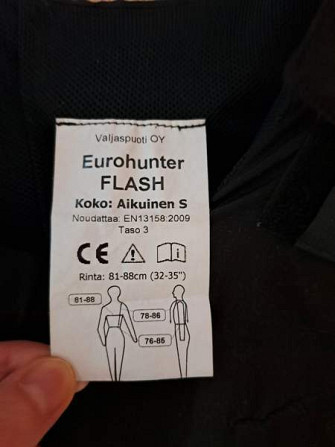 Valjaspuoti OY
Eurohunter
FLASH
Koko: Aikuinen S
Noudattaa: EN13158:2009
Taso 3
CE
Rinta: 81-88cm (32-35")
81-88
78-86
76-85